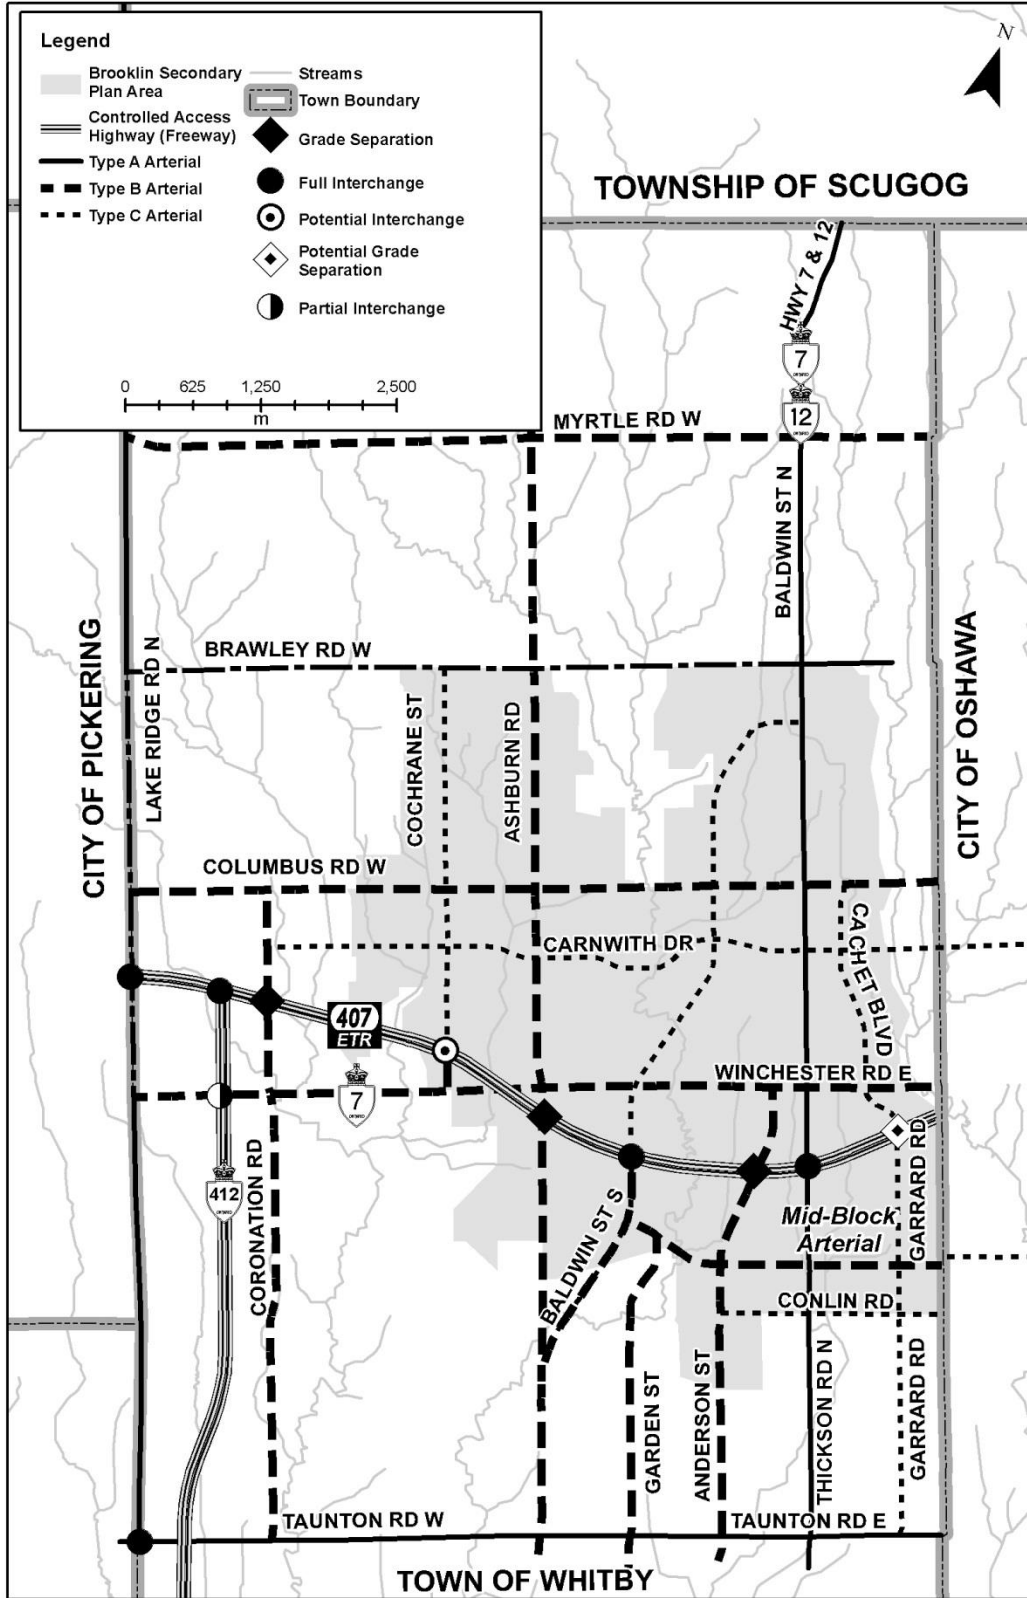 Legend
Brooklin Secondary
Plan Area
Controlled Access
Highway (Freeway)
Type A Arterial
Type B Arterial
Type C Arterial
Streams
Town Boundary
Grade Separation
Full Interchange
Potential Interchange
Potential Grade
Separation
Partial Interchange
0 625 1,250 2,500
m
N
TOWNSHIP OF SCUGOG
HWY 7 & 12
7
ONTARIO
12
ONTARIO
MYRTLE RD W
BALDWIN ST N
CITY OF PICKERING
LAKE RIDGE RD N
BRAWLEY RD W
COCHRANE ST
ASHBURN RD
CITY OF OSHAWA
COLUMBUS RD W
CARNWITH DR
CACHET BLVD
407
ETR
7
ONTARIO
WINCHESTER RD E
412
ONTARIO
CORONATION RD
BALDWIN ST S
Mid-Block
Arterial
GARRARD RD
CONLIN RD
GARDEN ST
ANDERSON ST
THICKSON RD N
GARRARD RD
TAUNTON RD W
TAUNTON RD E
TOWN OF WHITBY